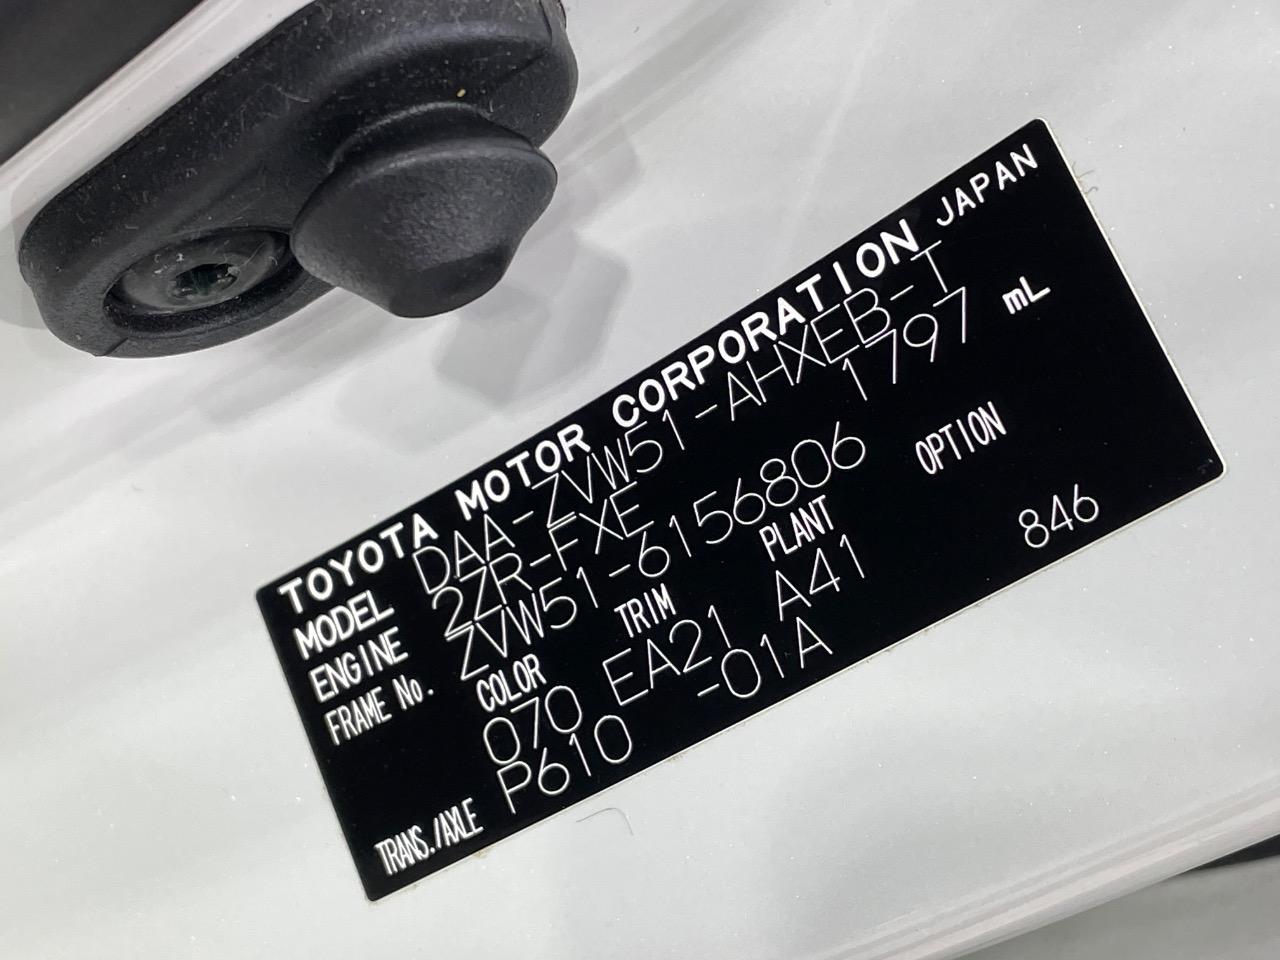 TOYOTA MOTOR CORPORATION JAPAN
MODEL DAA-ZVW51-AHXEB-T
ENGINE 2ZR-FXE 1797 mL
FRAME No. ZVW51-6156806
COLOR TRIM PLANT OPTION
070 EA21 A41 846
TRANS./AXLE P610 -01A